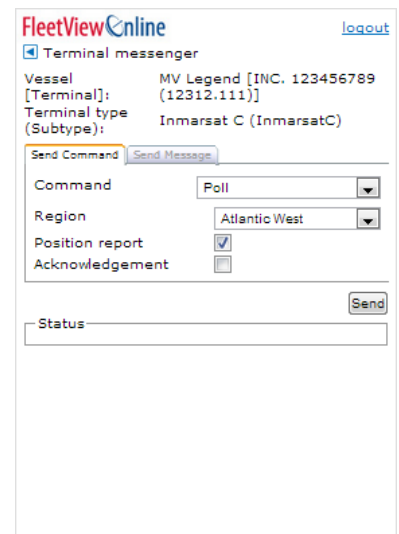 FleetViewOnline logout
Terminal messenger
Vessel MV Legend [INC. 123456789
[Terminal]: (12312.111)]
Terminal type
(Subtype): Inmarsat C (InmarsatC)
Send Command Send Message
Command Poll
Region Atlantic West
Position report
Acknowledgement
Send
Status